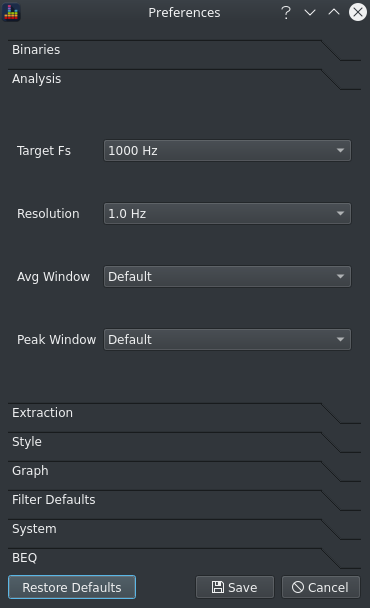 Preferences
Binaries
Analysis
Target Fs 1000 Hz
Resolution 1.0 Hz
Avg Window Default
Peak Window Default
Extraction
Style
Graph
Filter Defaults
System
BEQ
Restore Defaults Save Cancel